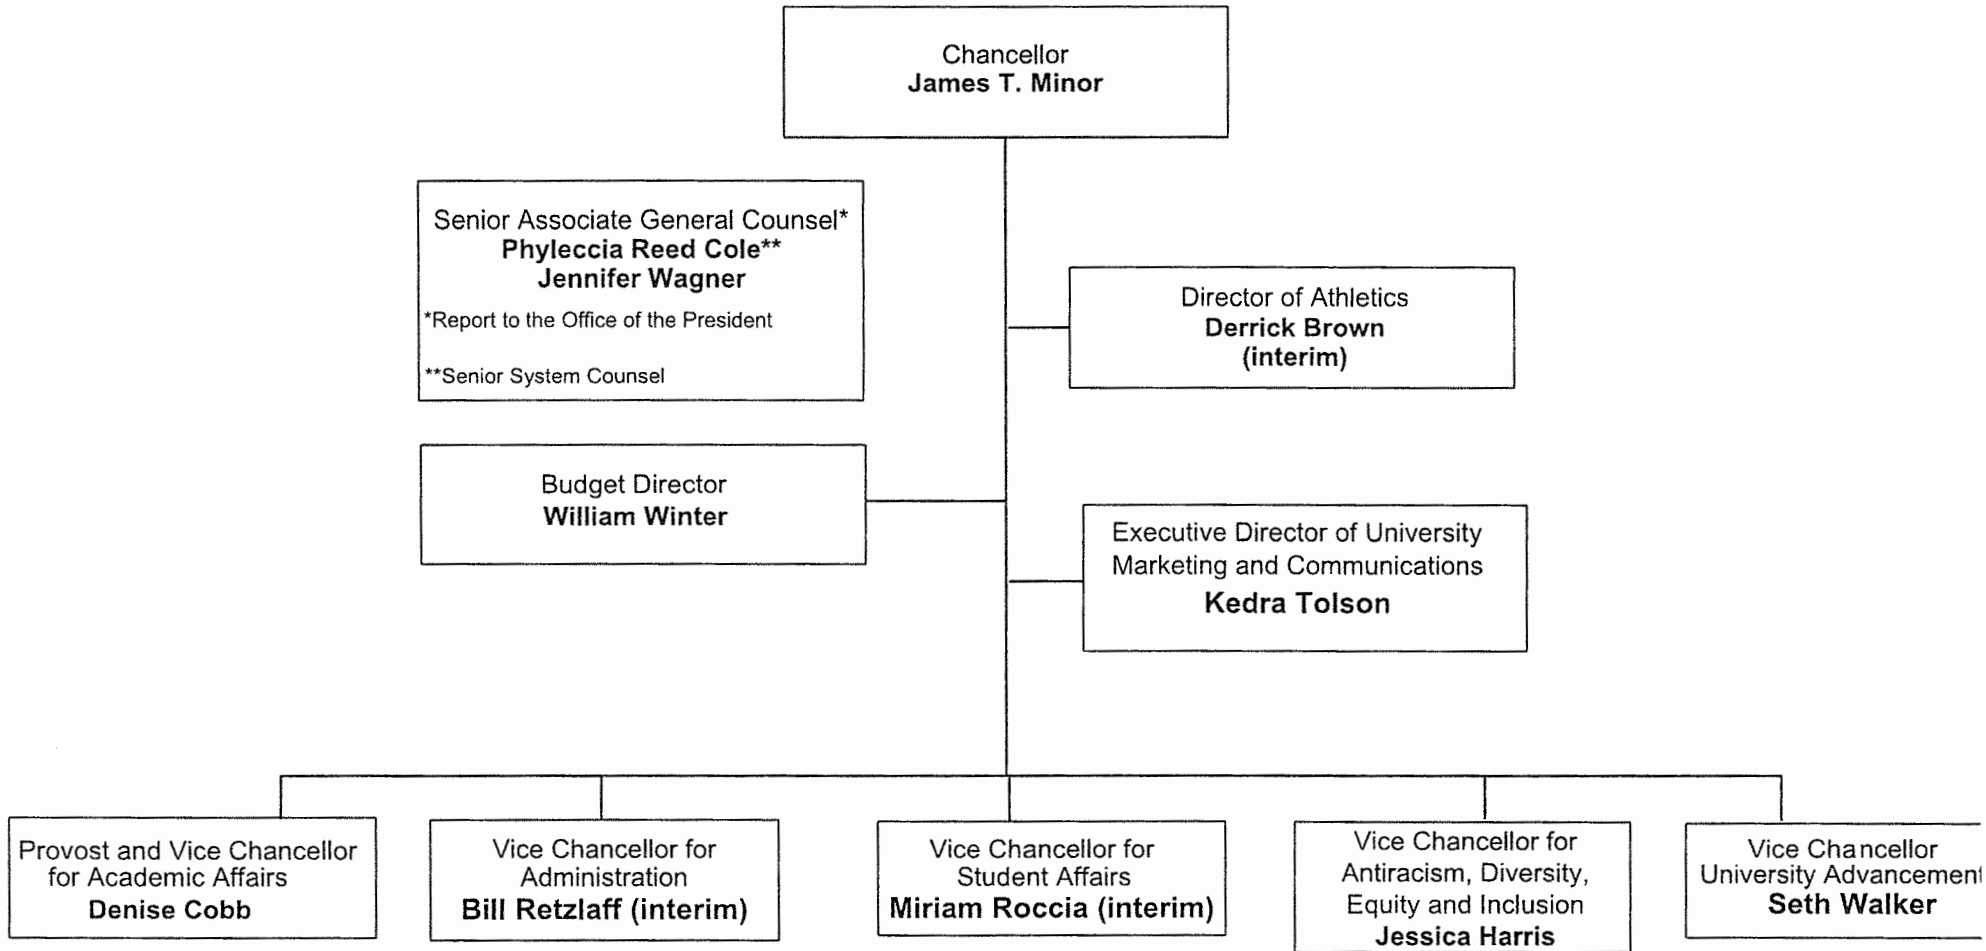 Chancellor
James T. Minor
Senior Associate General Counsel*
Phyleccia Reed Cole**
Jennifer Wagner
*Report to the Office of the President
**Senior System Counsel
Director of Athletics
Derrick Brown
(interim)
Budget Director
William Winter
Executive Director of University
Marketing and Communications
Kedra Tolson
Provost and Vice Chancellor
for Academic Affairs
Denise Cobb
Vice Chancellor for
Administration
Bill Retzlaff (interim)
Vice Chancellor for
Student Affairs
Miriam Roccia (interim)
Vice Chancellor for
Antiracism, Diversity,
Equity and Inclusion
Jessica Harris
Vice Chancellor
University Advancement
Seth Walker